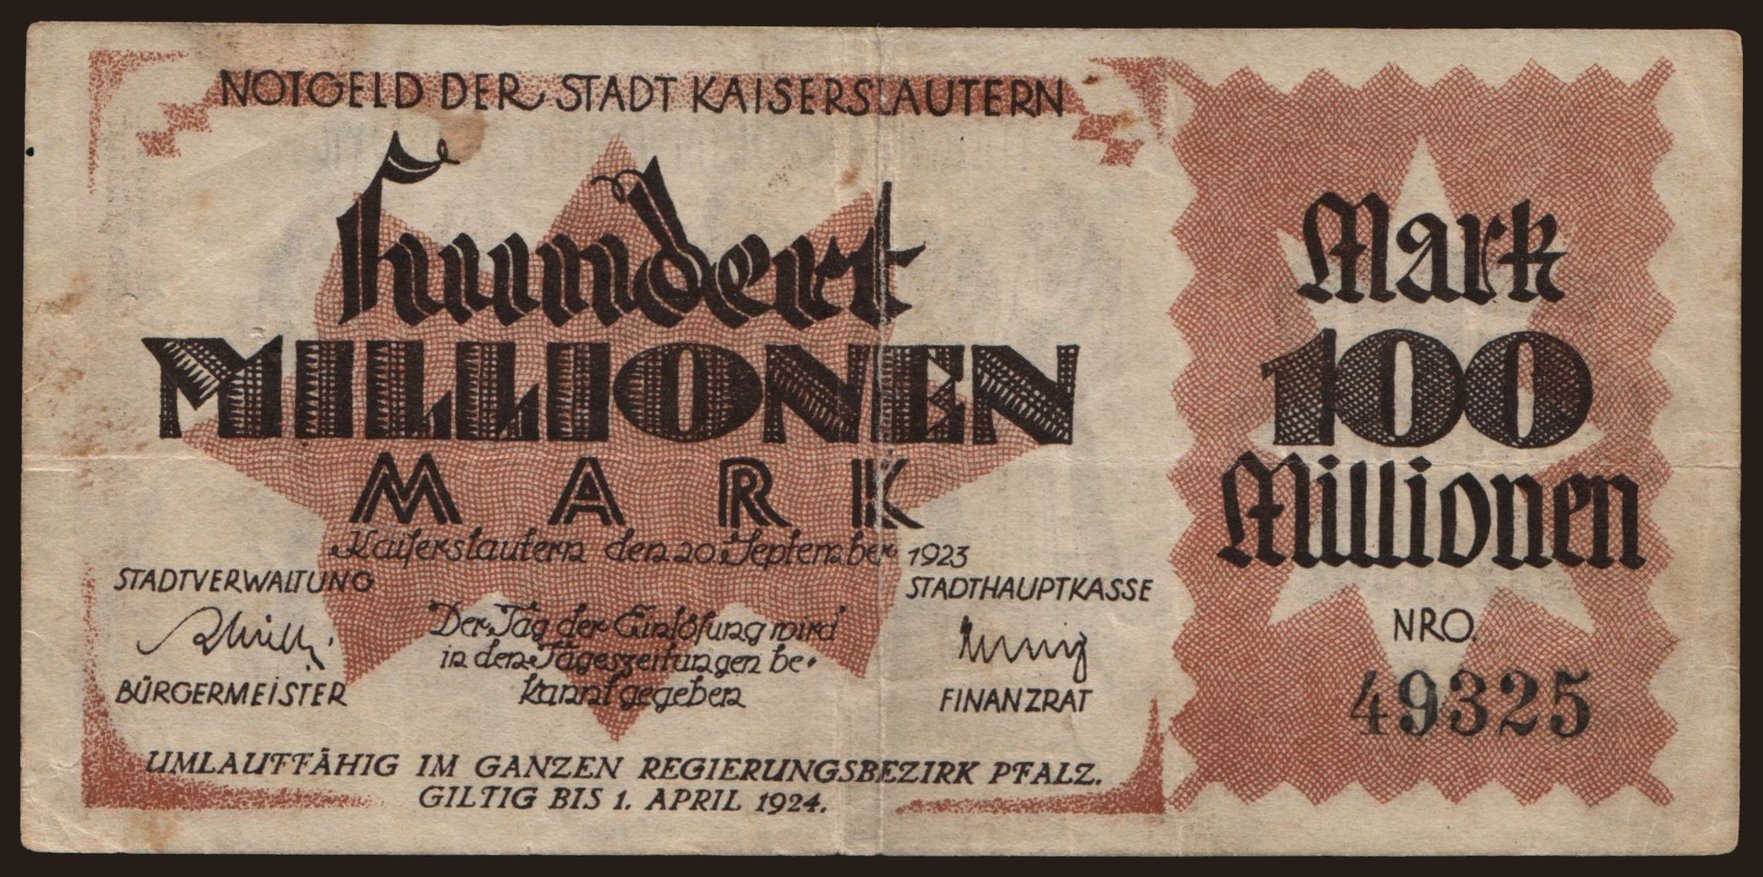 NOTGELD DER STADT KAISERSLAUTERN
hundert
MILLIONEN
MARK
Kaiserslautern den 20. September 1923
STADTVERWALTUNG
BÜRGERMEISTER
Der Tag der Einlösung wird
in den Tageszeitungen be-
kannt gegeben
STADTHAUPTKASSE
FINANZRAT
UMLAUFFÄHIG IM GANZEN REGIERUNGSBEZIRK PFALZ.
GILTIG BIS 1. APRIL 1924.
Mark
100
Millionen
NRO.
49325